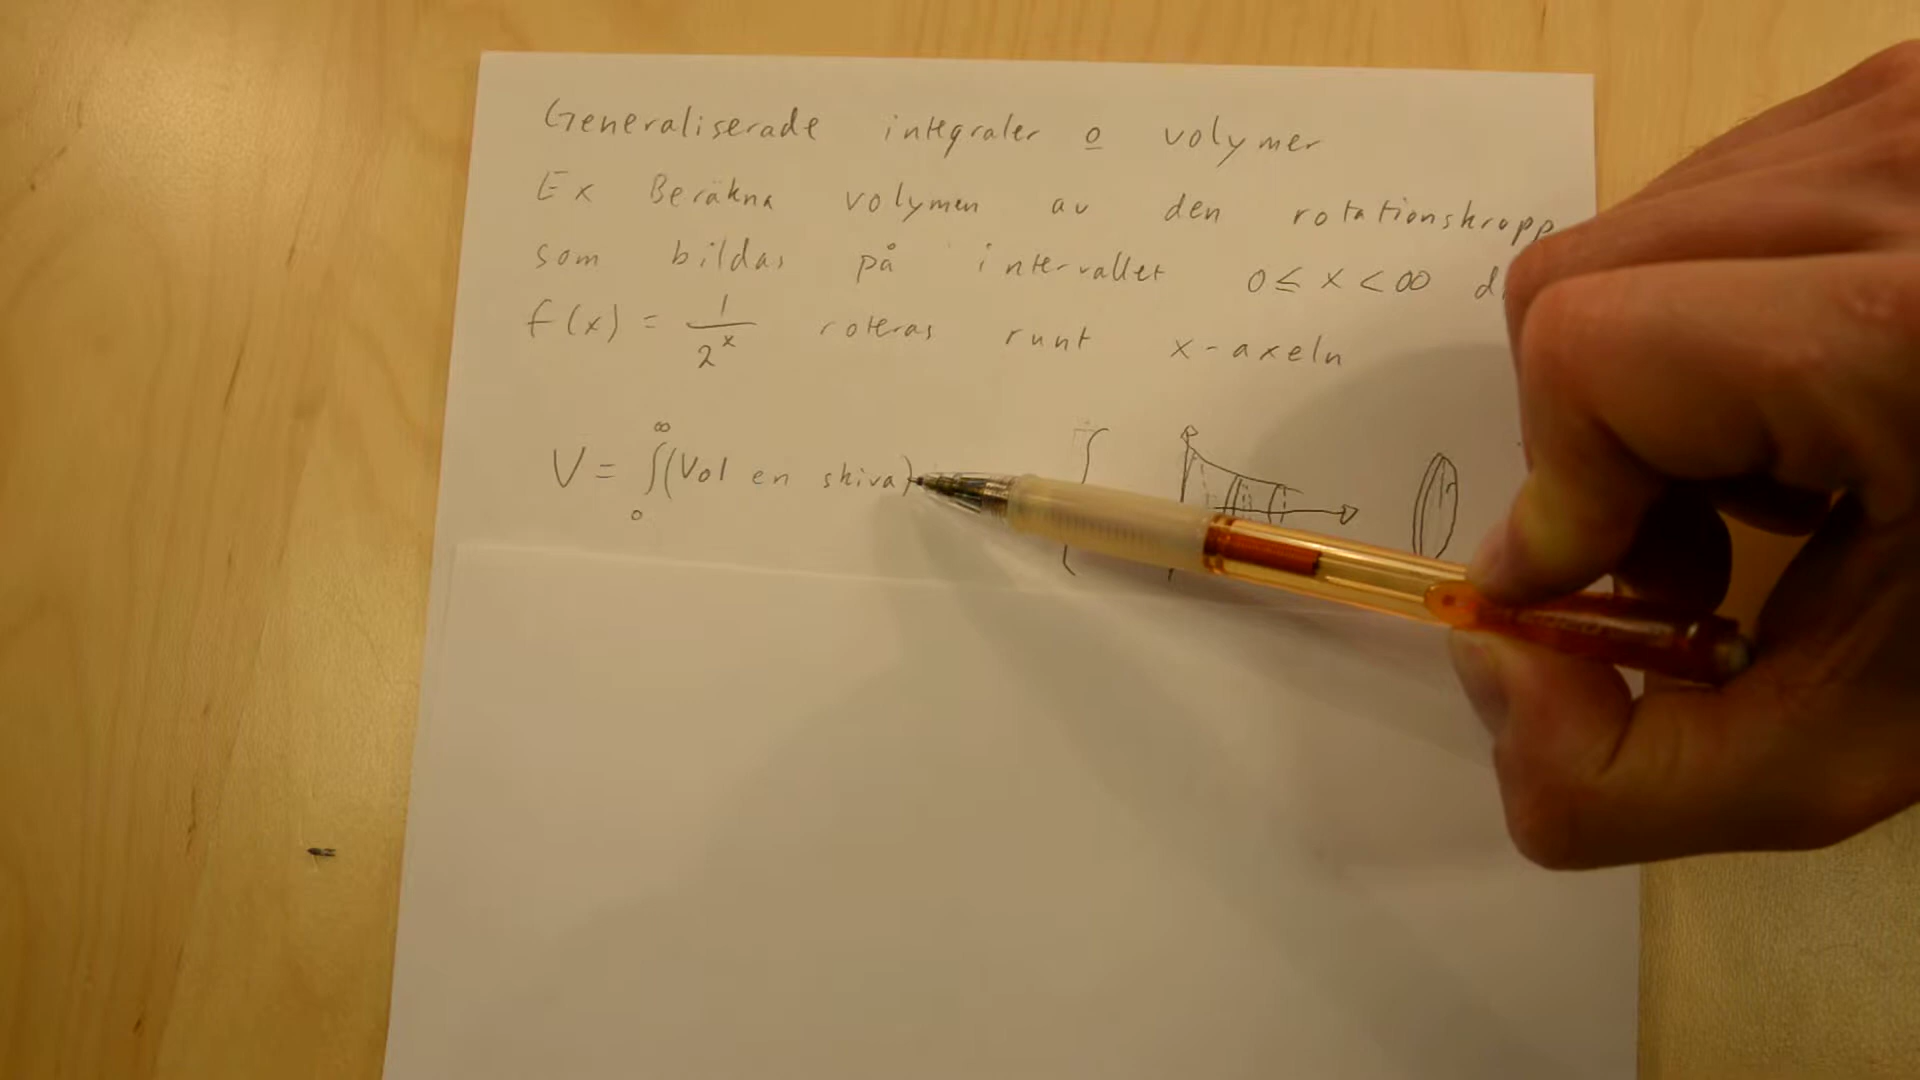 Generaliserade integraler o volymer
Ex Beräkna volymen av den rotationskropp
som bildas på intervallet 0 ≤ x < ∞
f(x) = 1/2^x roteras runt x-axeln
V = ∫_0^∞ (Vol en skiva)